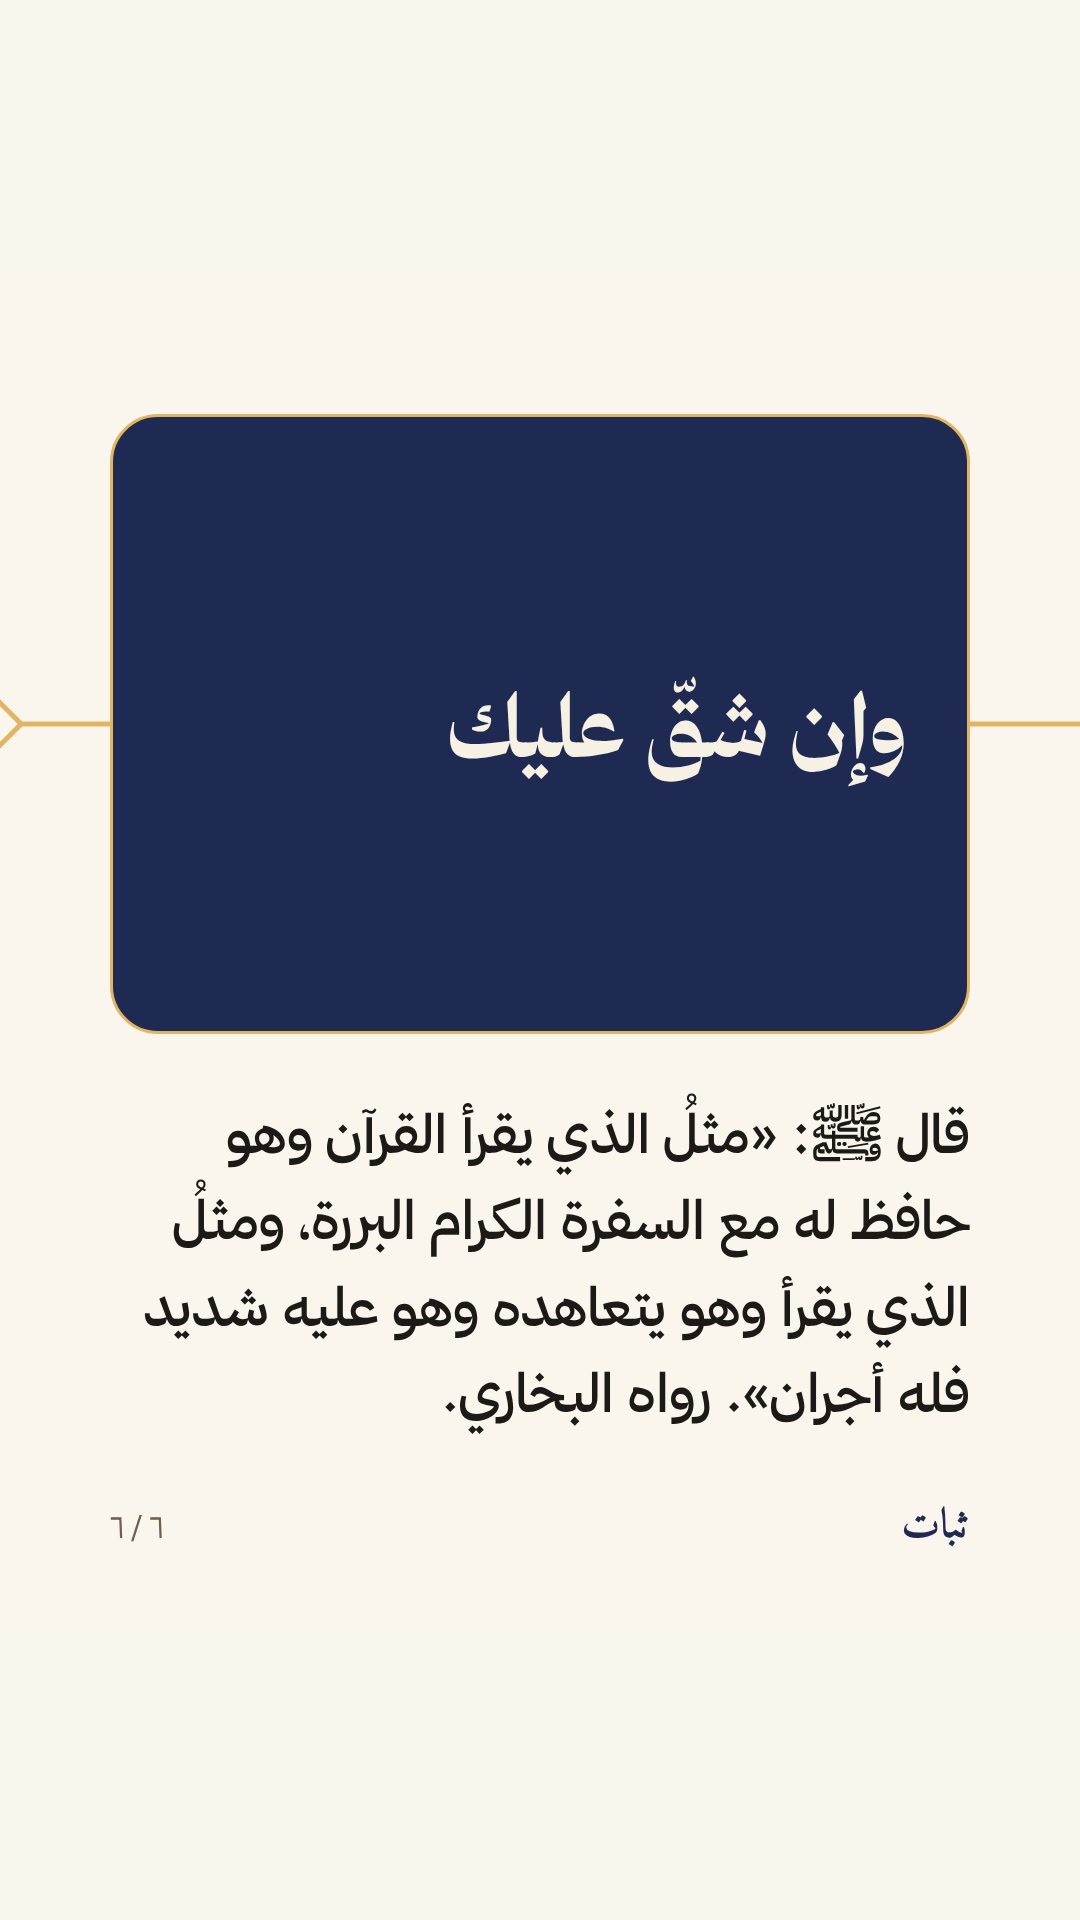 وإن شقّ عليك
قال ﷺ: «مثلُ الذي يقرأ القرآن وهو
حافظ له مع السفرة الكرام البررة، ومثلُ
الذي يقرأ وهو يتعاهده وهو عليه شديد
فله أجران». رواه البخاري.
ثبات
٦ / ٦